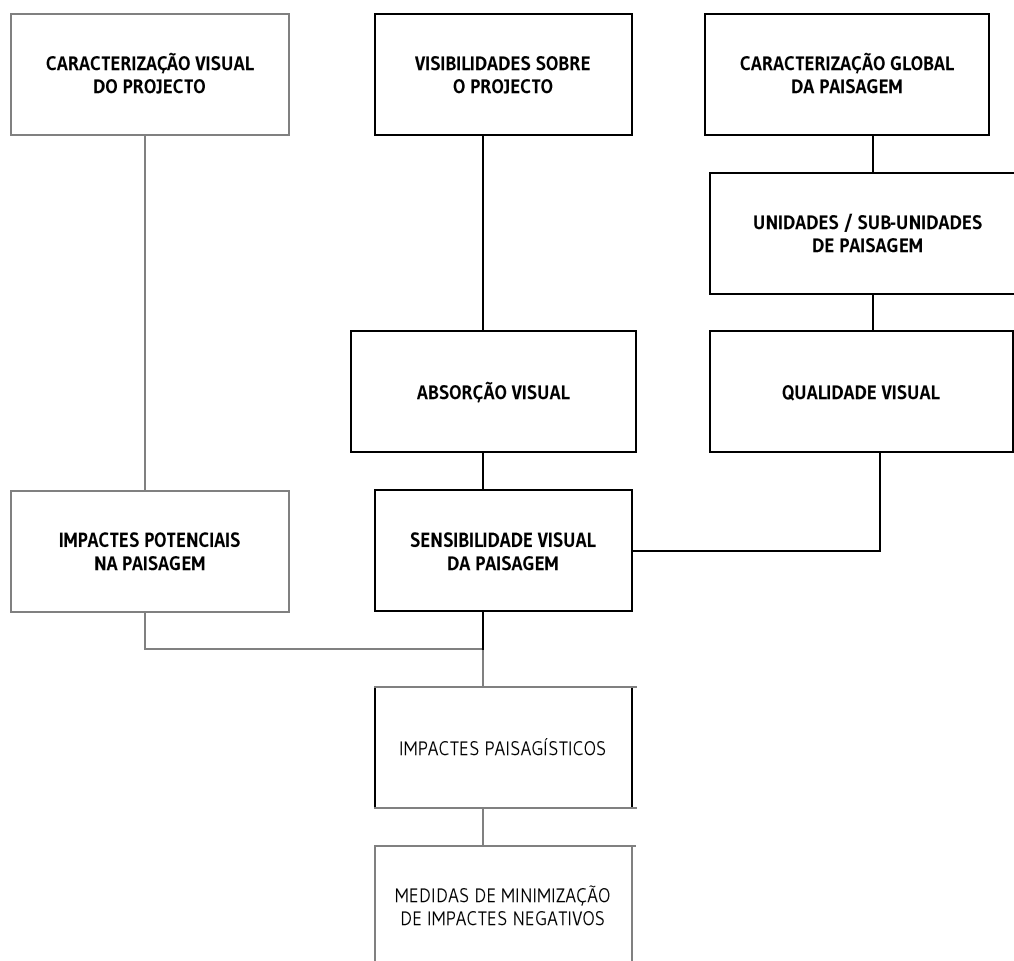 CARACTERIZAÇÃO VISUAL
DO PROJECTO
VISIBILIDADES SOBRE
O PROJECTO
CARACTERIZAÇÃO GLOBAL
DA PAISAGEM
UNIDADES / SUB-UNIDADES
DE PAISAGEM
ABSORÇÃO VISUAL
QUALIDADE VISUAL
IMPACTES POTENCIAIS
NA PAISAGEM
SENSIBILIDADE VISUAL
DA PAISAGEM
IMPACTES PAISAGÍSTICOS
MEDIDAS DE MINIMIZAÇÃO
DE IMPACTES NEGATIVOS